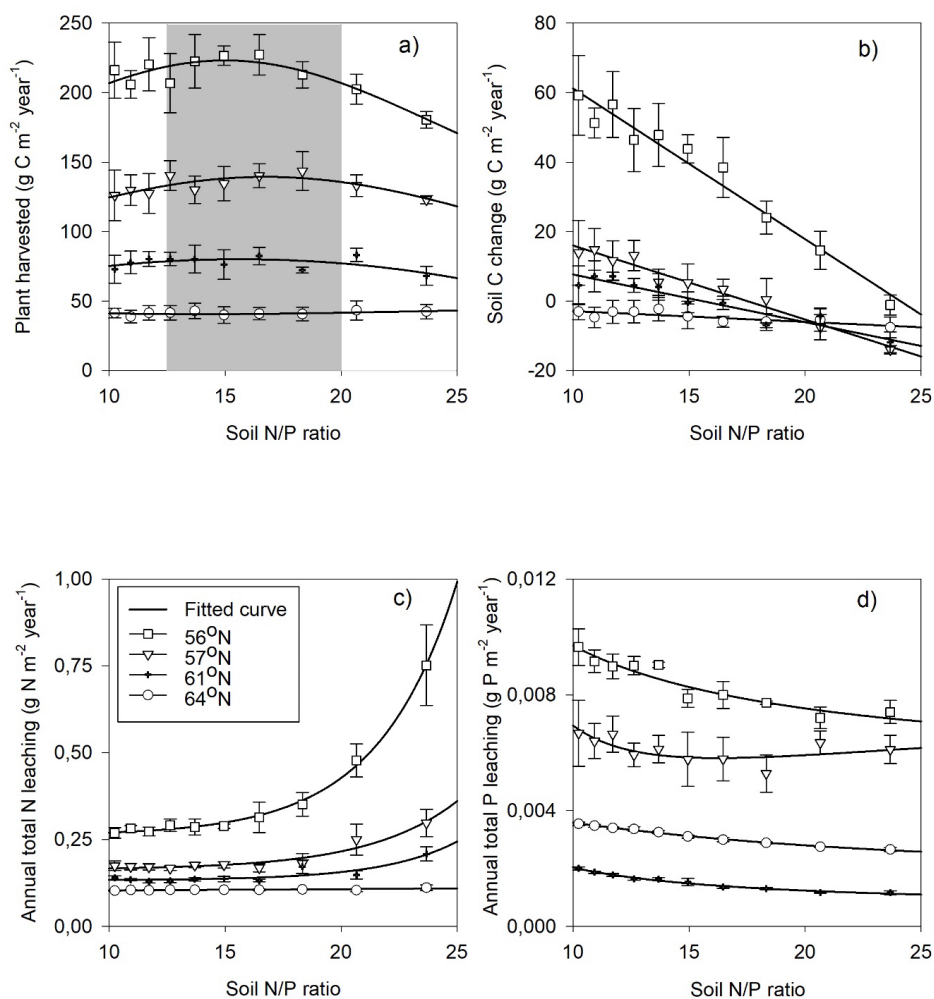 a)
Plant harvested (g C m⁻² year⁻¹)
250
200
150
100
50
0
10 15 20 25
Soil N/P ratio
b)
Soil C change (g C m⁻² year⁻¹)
80
60
40
20
0
-20
10 15 20 25
Soil N/P ratio
c)
Annual total N leaching (g N m⁻² year⁻¹)
1,00
0,75
0,50
0,25
0,00
Fitted curve
56°N
57°N
61°N
64°N
10 15 20 25
Soil N/P ratio
d)
Annual total P leaching (g P m⁻² year⁻¹)
0,012
0,008
0,004
0,000
10 15 20 25
Soil N/P ratio